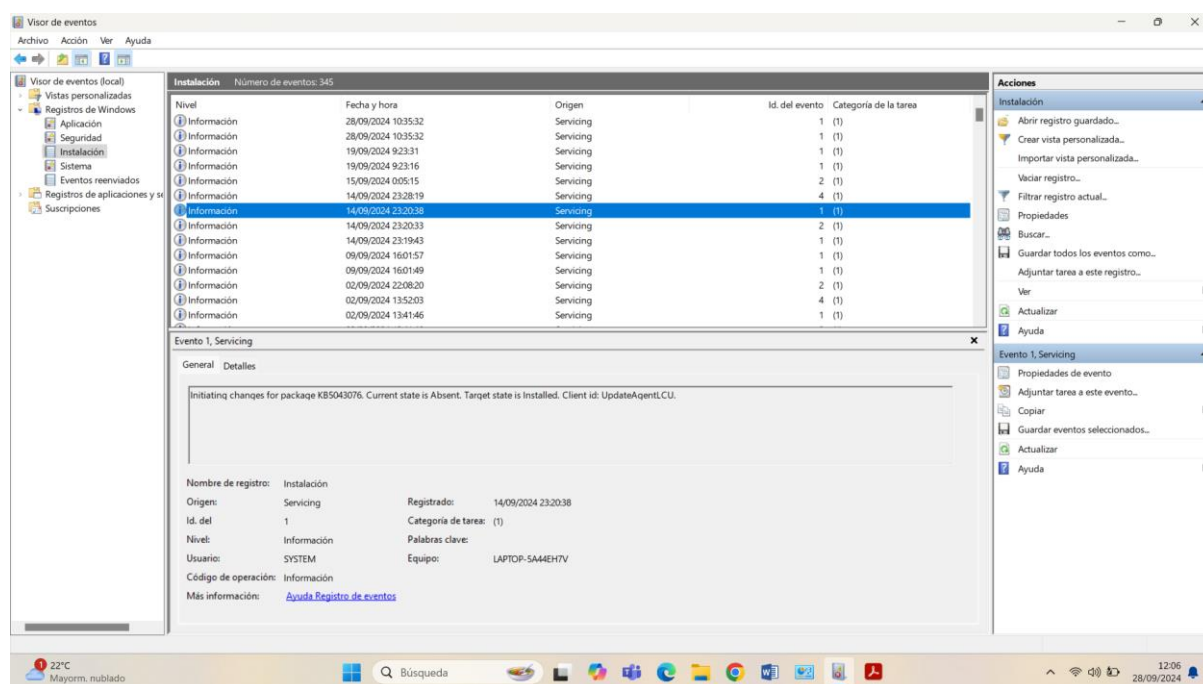 Visor de eventos
Archivo Acción Ver Ayuda
Visor de eventos (local)
Vistas personalizadas
Registros de Windows
Aplicación
Seguridad
Instalación
Sistema
Eventos reenviados
Registros de aplicaciones y se
Suscripciones
Instalación Número de eventos: 345
Nivel Fecha y hora Origen Id. del evento Categoría de la tarea
Información 28/09/2024 10:35:32 Servicing 1 (1)
Información 28/09/2024 10:35:32 Servicing 1 (1)
Información 19/09/2024 9:23:31 Servicing 1 (1)
Información 19/09/2024 9:23:16 Servicing 1 (1)
Información 15/09/2024 0:05:15 Servicing 2 (1)
Información 14/09/2024 23:28:19 Servicing 4 (1)
Información 14/09/2024 23:20:38 Servicing 1 (1)
Información 14/09/2024 23:20:33 Servicing 2 (1)
Información 14/09/2024 23:19:43 Servicing 1 (1)
Información 09/09/2024 16:01:57 Servicing 1 (1)
Información 09/09/2024 16:01:49 Servicing 1 (1)
Información 02/09/2024 22:08:20 Servicing 2 (1)
Información 02/09/2024 13:52:03 Servicing 4 (1)
Información 02/09/2024 13:41:46 Servicing 1 (1)
Evento 1, Servicing
General Detalles
Initiating changes for package KB5043076. Current state is Absent. Target state is Installed. Client id: UpdateAgentLCU.
Nombre de registro: Instalación
Origen: Servicing Registrado: 14/09/2024 23:20:38
Id. del 1 Categoría de tarea: (1)
Nivel: Información Palabras clave:
Usuario: SYSTEM Equipo: LAPTOP-5A44EH7V
Código de operación: Información
Más información: Ayuda Registro de eventos
Acciones
Instalación
Abrir registro guardado...
Crear vista personalizada...
Importar vista personalizada...
Vaciar registro...
Filtrar registro actual...
Propiedades
Buscar...
Guardar todos los eventos como...
Adjuntar tarea a este registro...
Ver
Actualizar
Ayuda
Evento 1, Servicing
Propiedades de evento
Adjuntar tarea a este evento...
Copiar
Guardar eventos seleccionados...
Actualizar
Ayuda
1
22°C
Mayorm. nublado
Búsqueda
12:06
28/09/2024